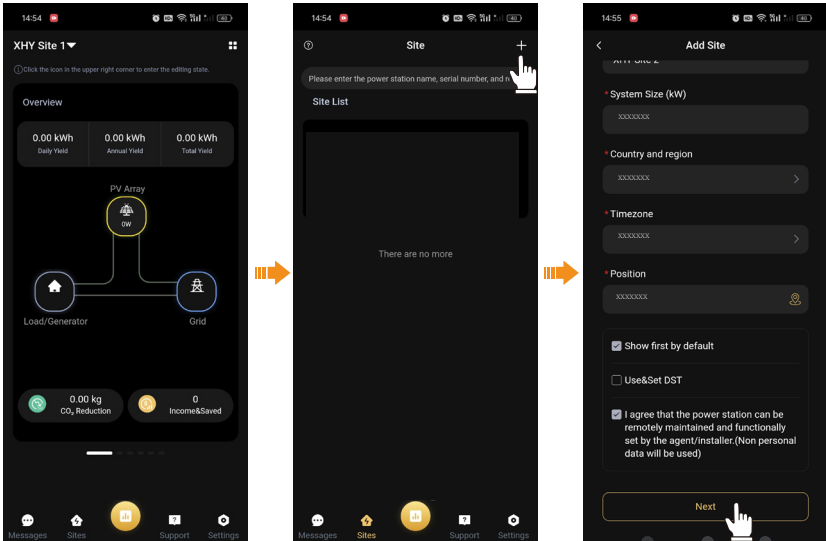 14:54
40
XHY Site 1
Click the icon in the upper right corner to enter the editing state.
Overview
0.00 kWh
0.00 kWh
0.00 kWh
Daily Yield
Annual Yield
Total Yield
PV Array
0W
Load/Generator
Grid
0.00 kg
CO₂ Reduction
0
Income&Saved
Messages
Sites
Support
Settings
14:54
40
Site
Please enter the power station name, serial number, and
Site List
There are no more
Messages
Sites
Support
Settings
14:55
40
Add Site
XHY Site 2
* System Size (kW)
xxxxxxx
* Country and region
xxxxxxx
* Timezone
xxxxxxx
* Position
xxxxxxx
Show first by default
Use&Set DST
I agree that the power station can be
remotely maintained and functionally
set by the agent/installer.(Non personal
data will be used)
Next